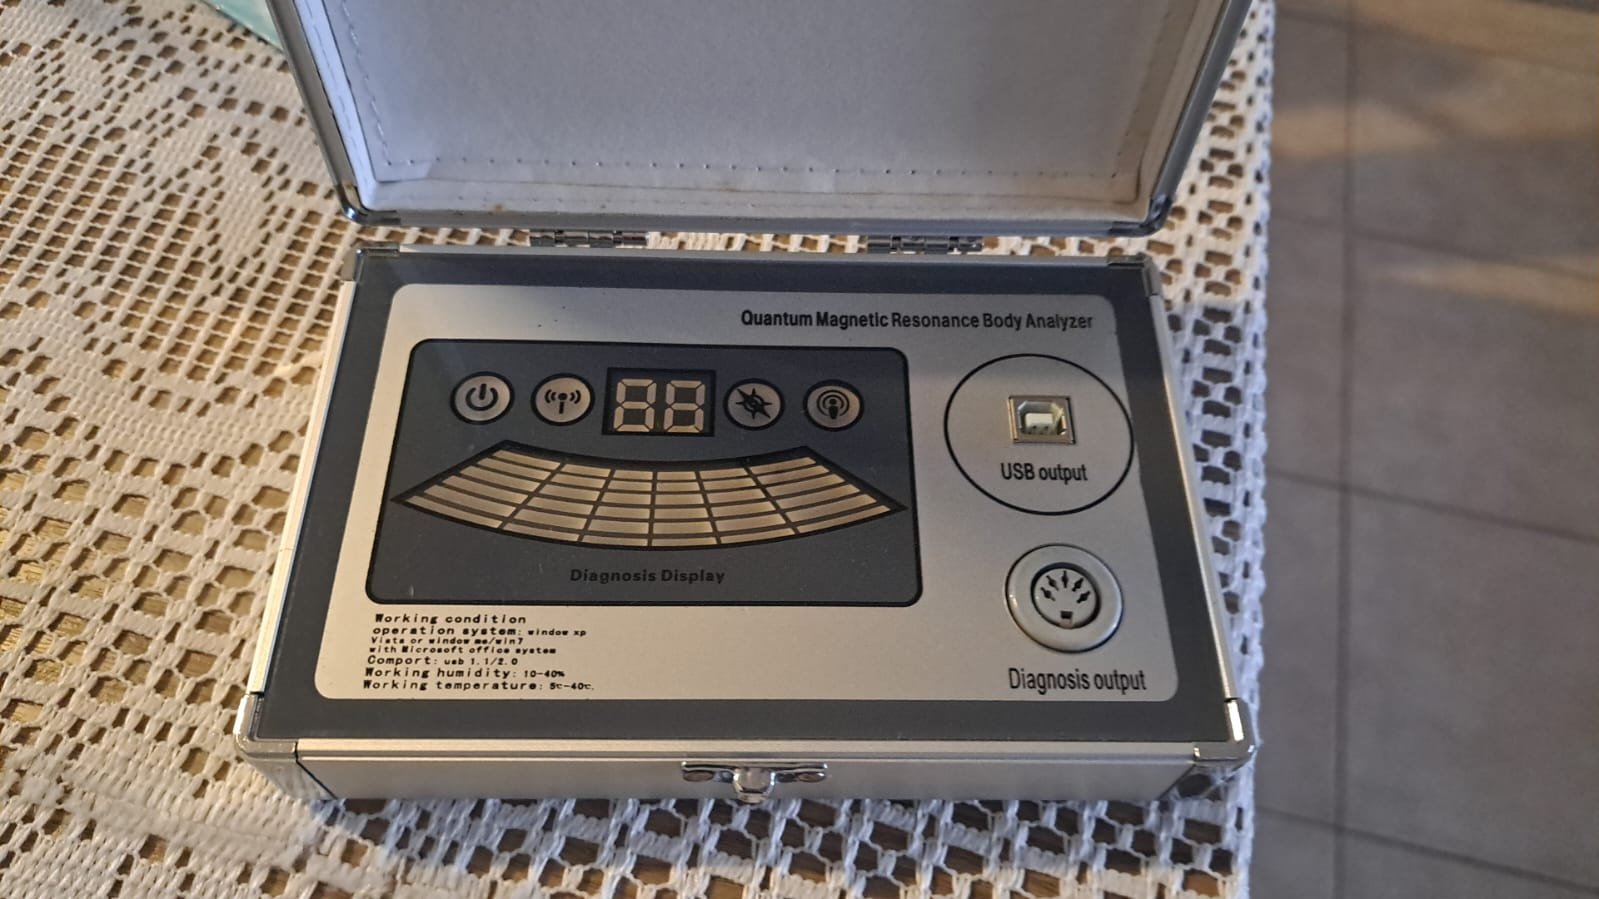 Quantum Magnetic Resonance Body Analyzer
88
USB output
Diagnosis Display
Working condition
operation system: window xp
Vista or window me/win7
with Microsoft office system
Comport: usb 1.1/2.0
Working humidity: 10-40%
Working temperature: 5℃-40℃.
Diagnosis output